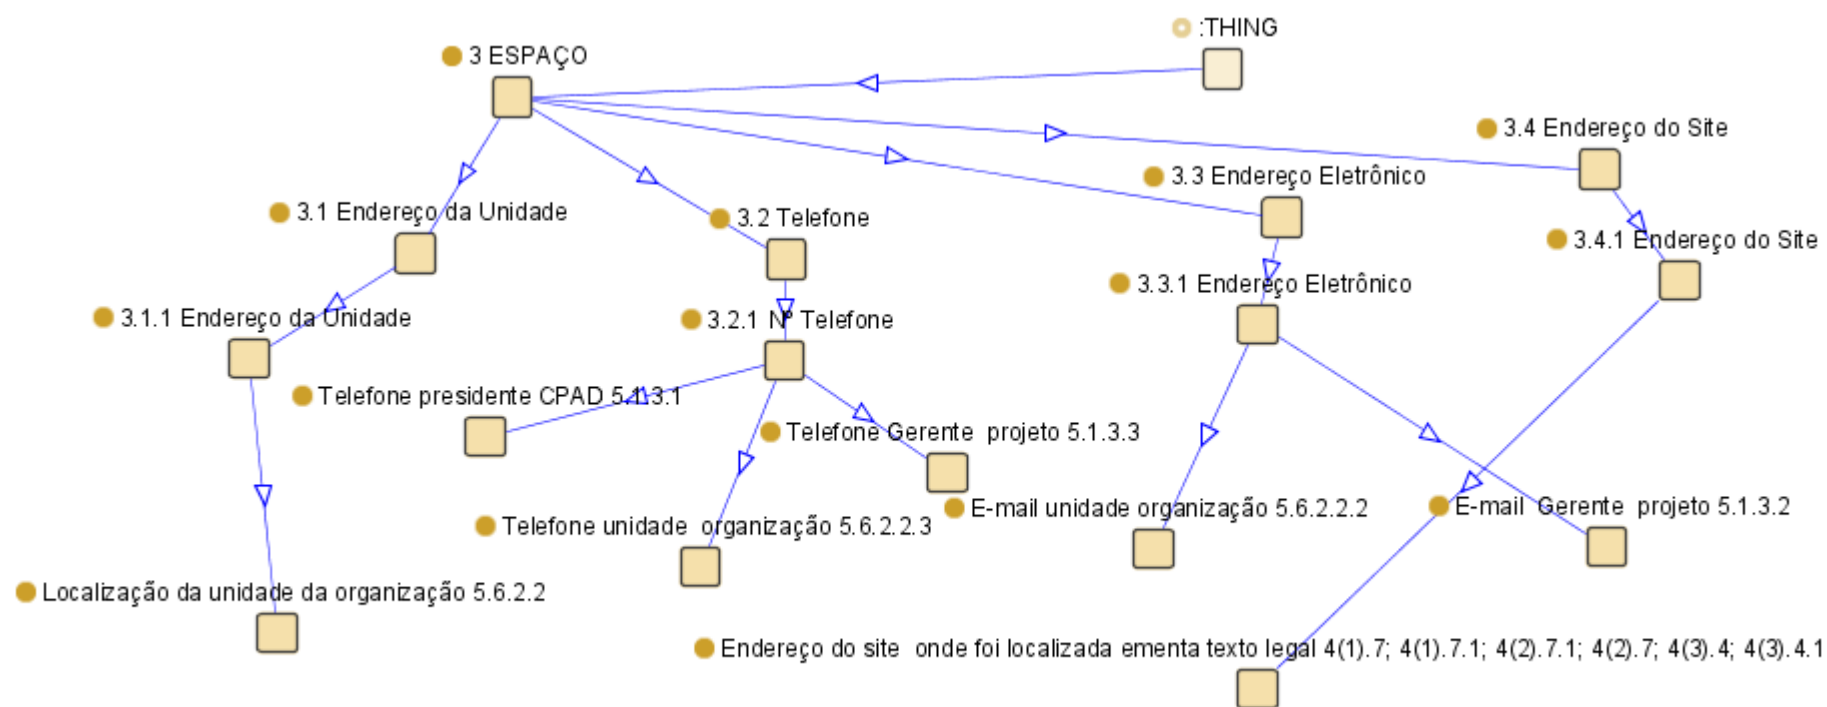 :THING
3 ESPAÇO
3.4 Endereço do Site
3.3 Endereço Eletrônico
3.1 Endereço da Unidade
3.2 Telefone
3.4.1 Endereço do Site
3.3.1 Endereço Eletrônico
3.1.1 Endereço da Unidade
3.2.1 Nº Telefone
Telefone presidente CPAD 5.1.3.1
Telefone Gerente projeto 5.1.3.3
E-mail unidade organização 5.6.2.2.2
E-mail Gerente projeto 5.1.3.2
Telefone unidade organização 5.6.2.2.3
Localização da unidade da organização 5.6.2.2
Endereço do site onde foi localizada ementa texto legal 4(1).7; 4(1).7.1; 4(2).7.1; 4(2).7; 4(3).4; 4(3).4.1